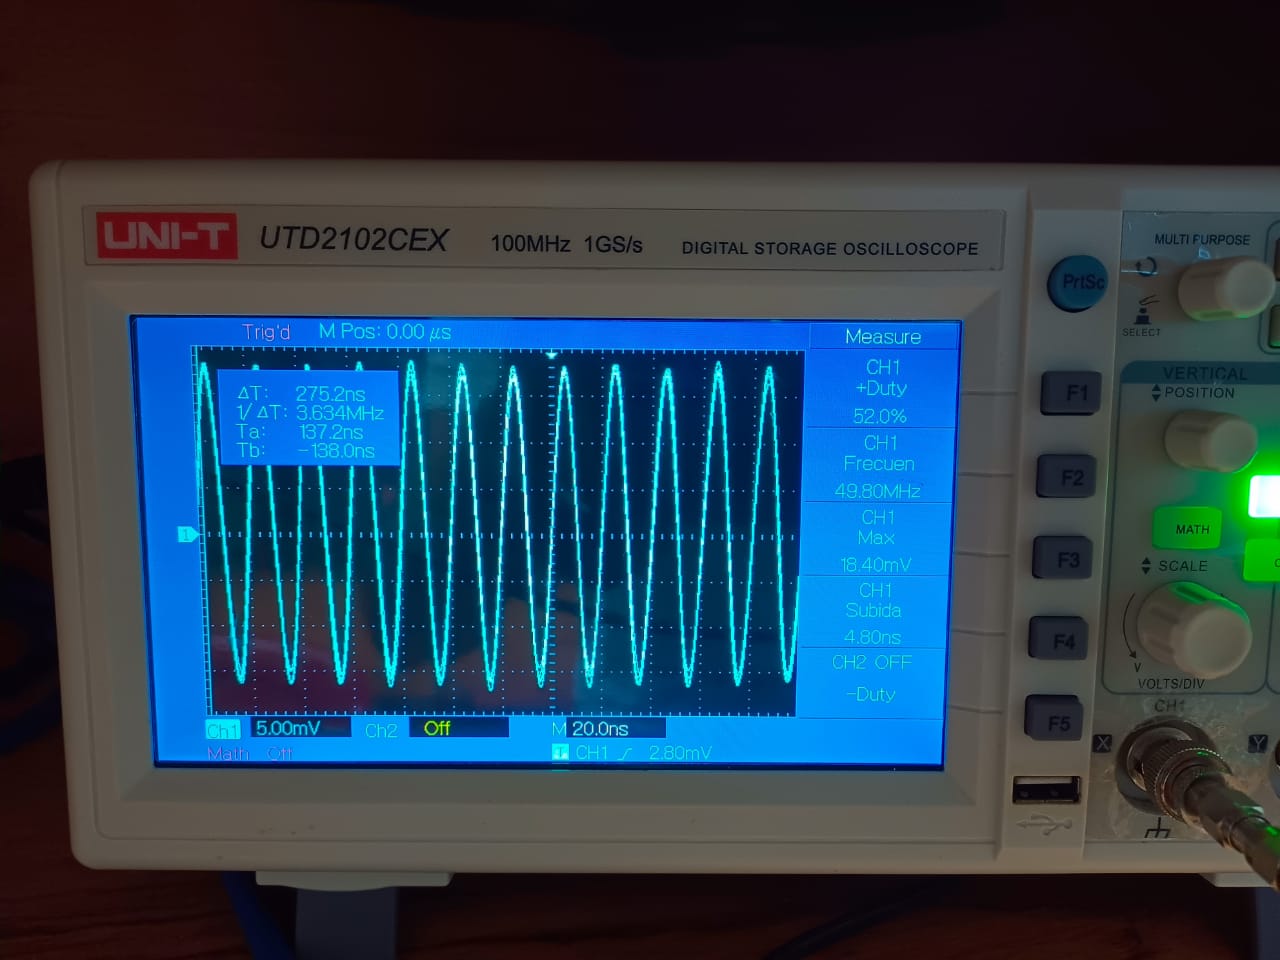 UNI-T UTD2102CEX 100MHz 1GS/s DIGITAL STORAGE OSCILLOSCOPE
Trig'd M Pos: 0.00 μs
ΔT: 275.2ns
1/ΔT: 3.634MHz
Ta: 137.2ns
Tb: -138.0ns
1
Measure
CH1
+Duty
52.0%
CH1
Frecuen
49.80MHz
CH1
Max
18.40mV
CH1
Subida
4.80ns
CH2 OFF
-Duty
Ch1 5.00mV Ch2 Off M 20.0ns
Math Off T CH1 2.80mV
PrtSc
F1
F2
F3
F4
F5
MULTI PURPOSE
SELECT
VERTICAL
POSITION
MATH
SCALE
V
VOLTS/DIV
CH1
X
Y